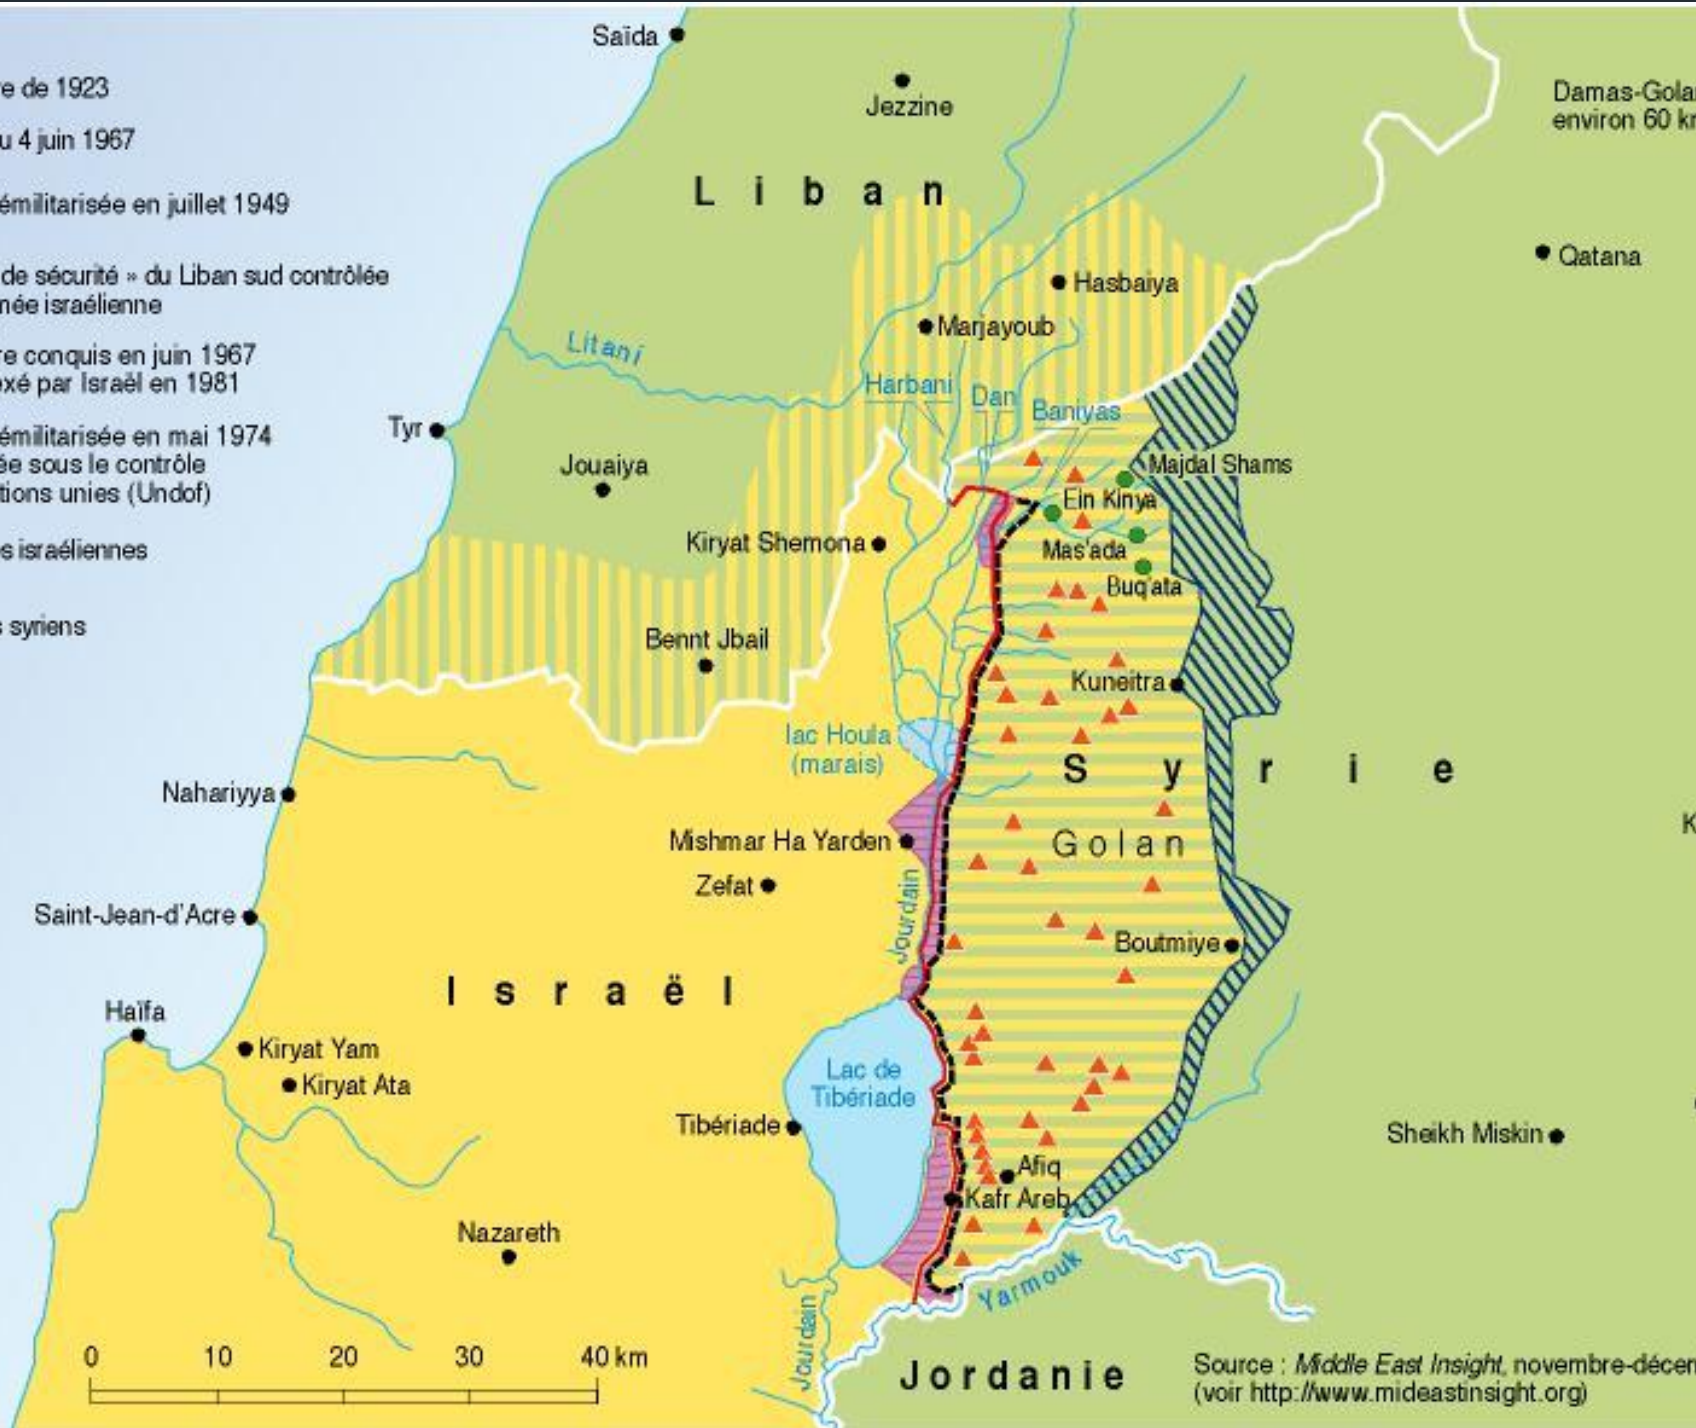 e de 1923
u 4 juin 1967
émilitarisée en juillet 1949
de sécurité » du Liban sud contrôlée
née israélienne
re conquis en juin 1967
exé par Israël en 1981
émilitarisée en mai 1974
ée sous le contrôle
tions unies (Undof)
s israéliennes
s syriens
Saïda
Jezzine
Damas-Golan
environ 60 km
Liban
Qatana
Hasbaiya
Marjayoub
Litani
Harbani
Dan
Baniyas
Tyr
Jouaiya
Majdal Shams
Ein Kinya
Kiryat Shemona
Mas'ada
Buq'ata
Bennt Jbail
Kuneitra
lac Houla
(marais)
Syrie
Nahariyya
K
Mishmar Ha Yarden
Golan
Zefat
Jourdain
Saint-Jean-d'Acre
Boutmiye
Israël
Haïfa
Kiryat Yam
Kiryat Ata
Lac de
Tibériade
Tibériade
Sheikh Miskin
Afiq
Kafr Areb
Nazareth
Yarmouk
Jourdain
0 10 20 30 40 km
Jordanie
Source : Middle East Insight, novembre-décem
(voir http://www.mideastinsight.org)